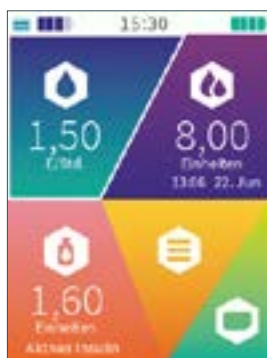 15:30
1,50
E/Std.
8,00
Einheiten
13:06 22. Jun
1,60
Einheiten
Aktives Insulin